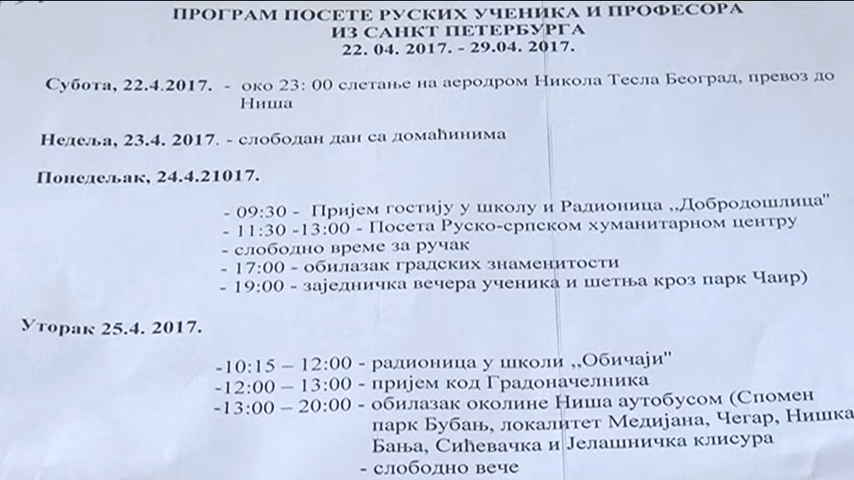 ПРОГРАМ ПОСЕТЕ РУСКИХ УЧЕНИКА И ПРОФЕСОРА
ИЗ САНКТ ПЕТЕРБУРГА
22. 04. 2017. - 29.04. 2017.
Субота, 22.4.2017. - око 23: 00 слетање на аеродром Никола Тесла Београд, превоз до
Ниша
Недеља, 23.4. 2017. - слободан дан са домаћинима
Понедељак, 24.4.21017.
- 09:30 - Пријем гостију у школу и Радионица ,,Добродошлица"
- 11:30 -13:00 - Посета Руско-српском хуманитарном центру
- слободно време за ручак
- 17:00 - обилазак градских знаменитости
- 19:00 - заједничка вечера ученика и шетња кроз парк Чаир)
Уторак 25.4. 2017.
-10:15 – 12:00 - радионица у школи ,,Обичаји"
-12:00 – 13:00 - пријем код Градоначелника
-13:00 – 20:00 - обилазак околине Ниша аутобусом (Спомен
парк Бубањ, локалитет Медијана, Чегар, Нишка
Бања, Сићевачка и Јелашничка клисура
- слободно вече